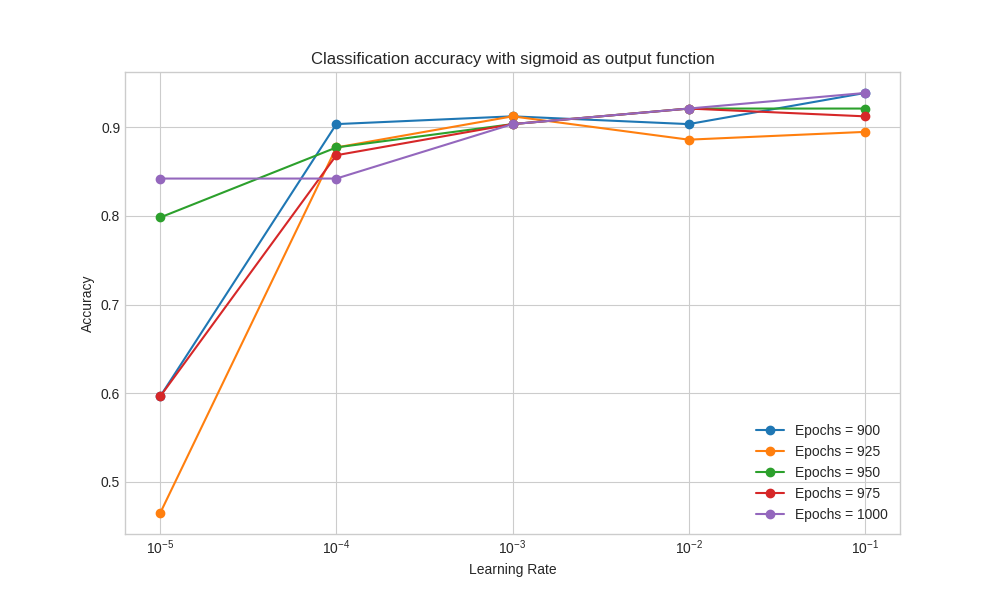 Classification accuracy with sigmoid as output function
Accuracy
0.9
0.8
0.7
0.6
0.5
Epochs = 900
Epochs = 925
Epochs = 950
Epochs = 975
Epochs = 1000
10⁻⁵ 10⁻⁴ 10⁻³ 10⁻² 10⁻¹
Learning Rate